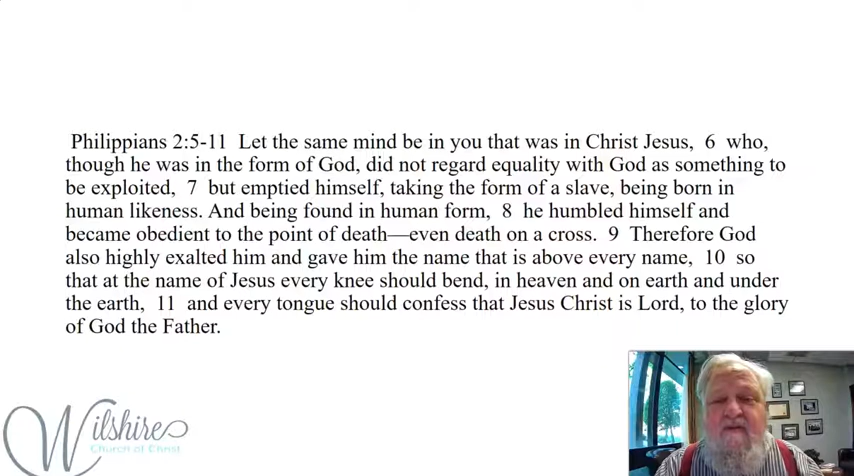 Philippians 2:5-11 Let the same mind be in you that was in Christ Jesus, 6 who,
though he was in the form of God, did not regard equality with God as something to
be exploited, 7 but emptied himself, taking the form of a slave, being born in
human likeness. And being found in human form, 8 he humbled himself and
became obedient to the point of death—even death on a cross. 9 Therefore God
also highly exalted him and gave him the name that is above every name, 10 so
that at the name of Jesus every knee should bend, in heaven and on earth and under
the earth, 11 and every tongue should confess that Jesus Christ is Lord, to the glory
of God the Father.
Wilshire
Church of Christ